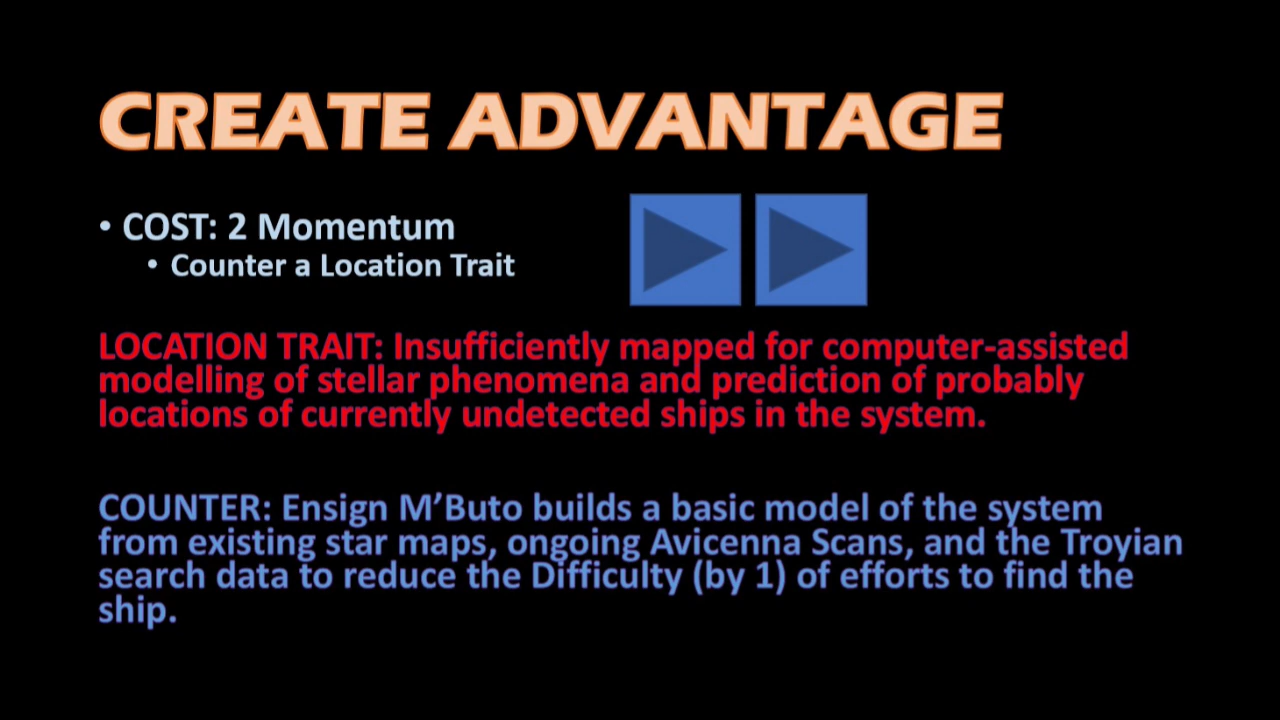 CREATE ADVANTAGE
• COST: 2 Momentum
• Counter a Location Trait
LOCATION TRAIT: Insufficiently mapped for computer-assisted
modelling of stellar phenomena and prediction of probably
locations of currently undetected ships in the system.
COUNTER: Ensign M’Buto builds a basic model of the system
from existing star maps, ongoing Avicenna Scans, and the Troyian
search data to reduce the Difficulty (by 1) of efforts to find the
ship.